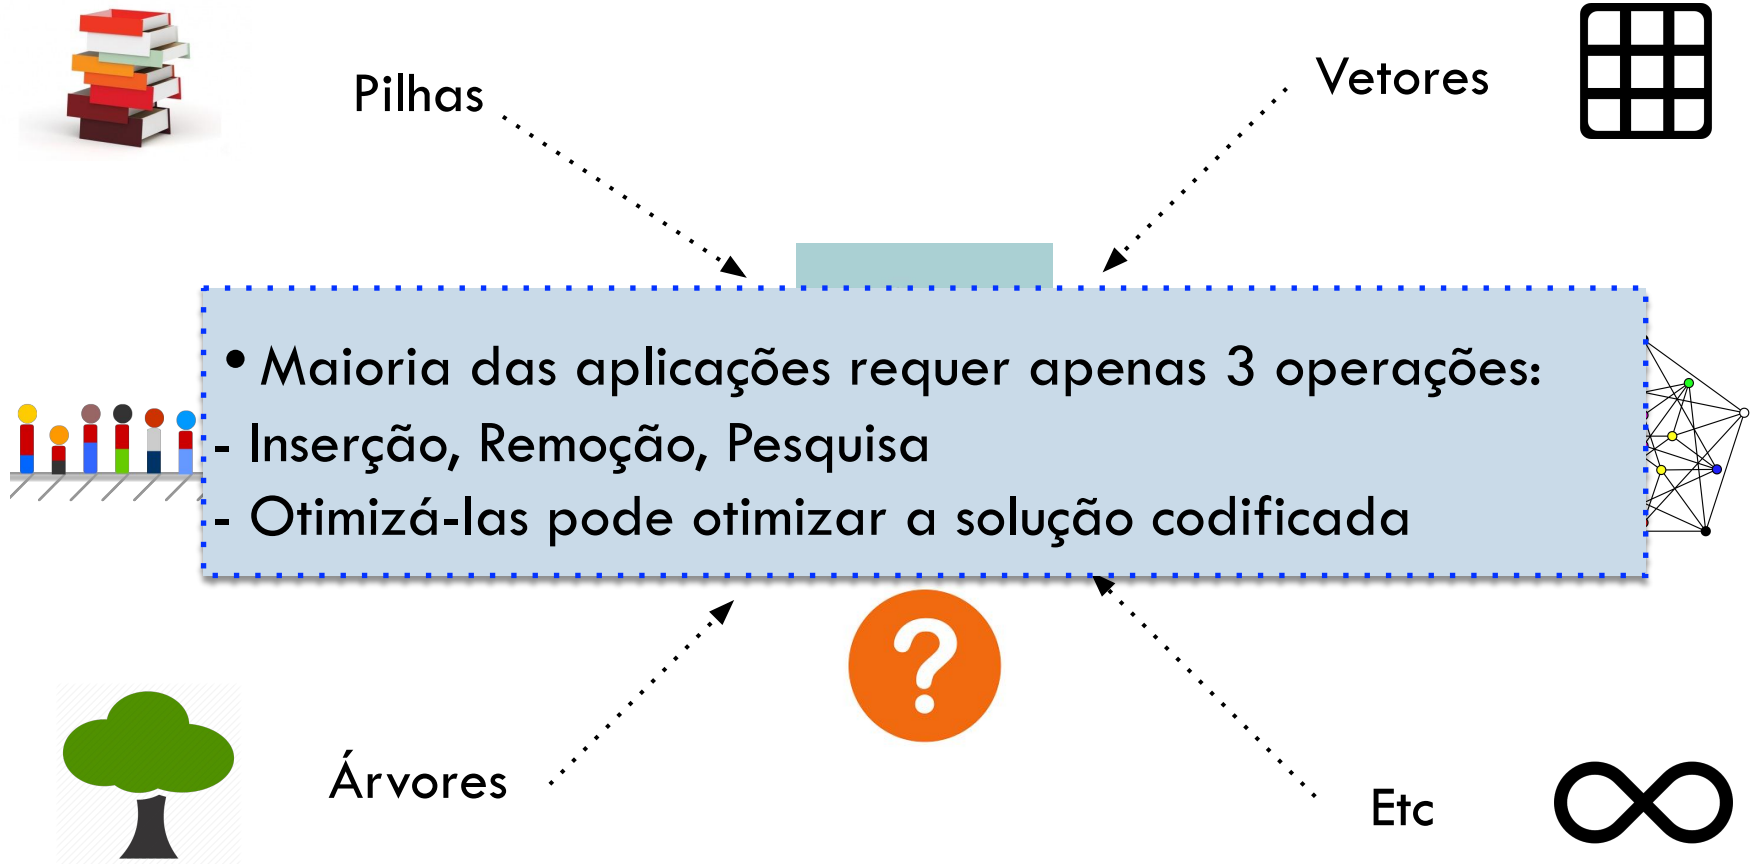 Pilhas
Vetores
• Maioria das aplicações requer apenas 3 operações:
- Inserção, Remoção, Pesquisa
- Otimizá-las pode otimizar a solução codificada
?
Árvores
Etc